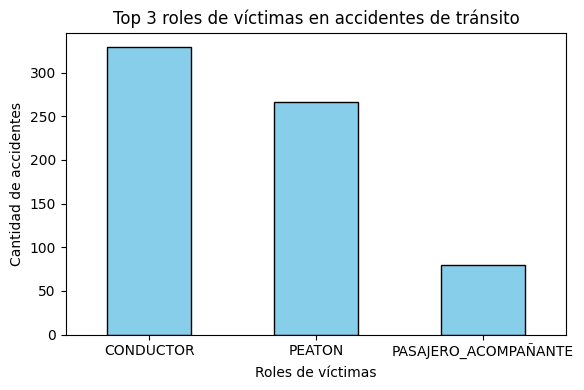 Top 3 roles de víctimas en accidentes de tránsito
Cantidad de accidentes
300
250
200
150
100
50
0
CONDUCTOR PEATON PASAJERO_ACOMPAÑANTE
Roles de víctimas